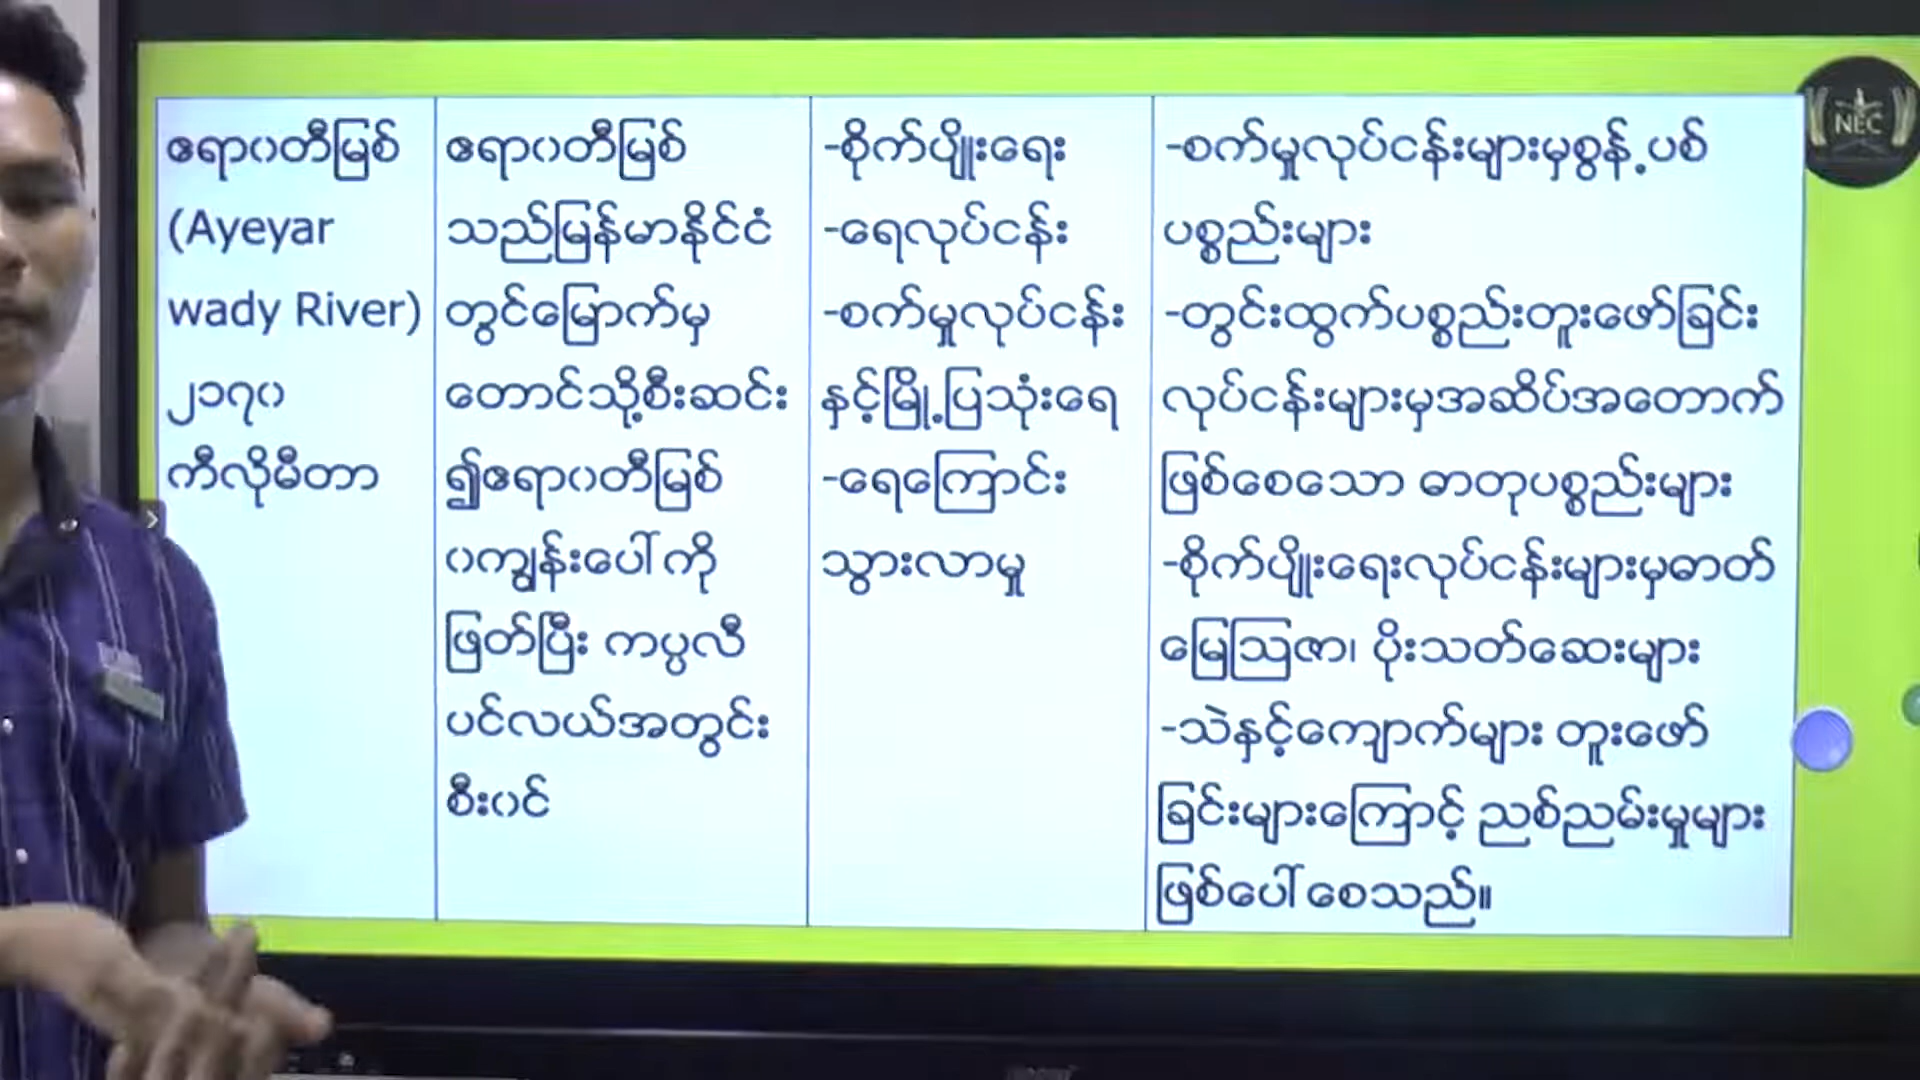 ဧရာဝတီမြစ်
(Ayeyar
wady River)
၂၁၇၀
ကီလိုမီတာ
ဧရာဝတီမြစ်
သည်မြန်မာနိုင်ငံ
တွင်မြောက်မှ
တောင်သို့စီးဆင်း
၍ဧရာဝတီမြစ်
ဝကျွန်းပေါ်ကို
ဖြတ်ပြီး ကပ္ပလီ
ပင်လယ်အတွင်း
စီးဝင်
-စိုက်ပျိုးရေး
-ရေလုပ်ငန်း
-စက်မှုလုပ်ငန်း
နှင့်မြို့ပြသုံးရေ
-ရေကြောင်း
သွားလာမှု
-စက်မှုလုပ်ငန်းများမှစွန့်ပစ်
ပစ္စည်းများ
-တွင်းထွက်ပစ္စည်းတူးဖော်ခြင်း
လုပ်ငန်းများမှအဆိပ်အတောက်
ဖြစ်စေသော ဓာတုပစ္စည်းများ
-စိုက်ပျိုးရေးလုပ်ငန်းများမှဓာတ်
မြေဩဇာ၊ ပိုးသတ်ဆေးများ
-သဲနှင့်ကျောက်များ တူးဖော်
ခြင်းများကြောင့် ညစ်ညမ်းမှုများ
ဖြစ်ပေါ်စေသည်။
NEC